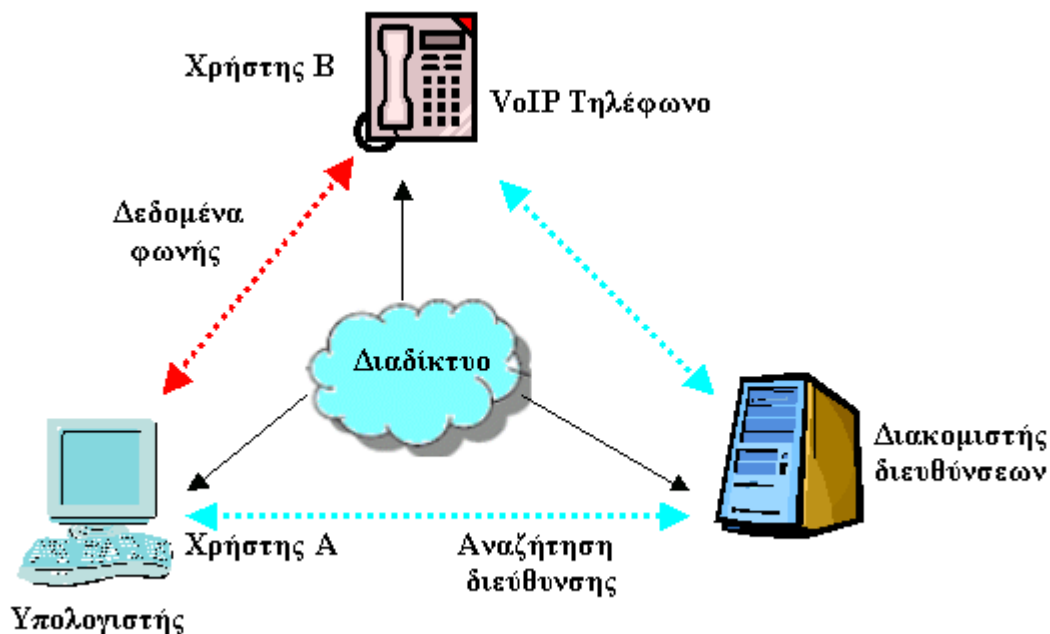 Χρήστης Β
VoIP Τηλέφωνο
Δεδομένα
φωνής
Διαδίκτυο
Διακομιστής
διευθύνσεων
Χρήστης Α
Αναζήτηση
διεύθυνσης
Υπολογιστής